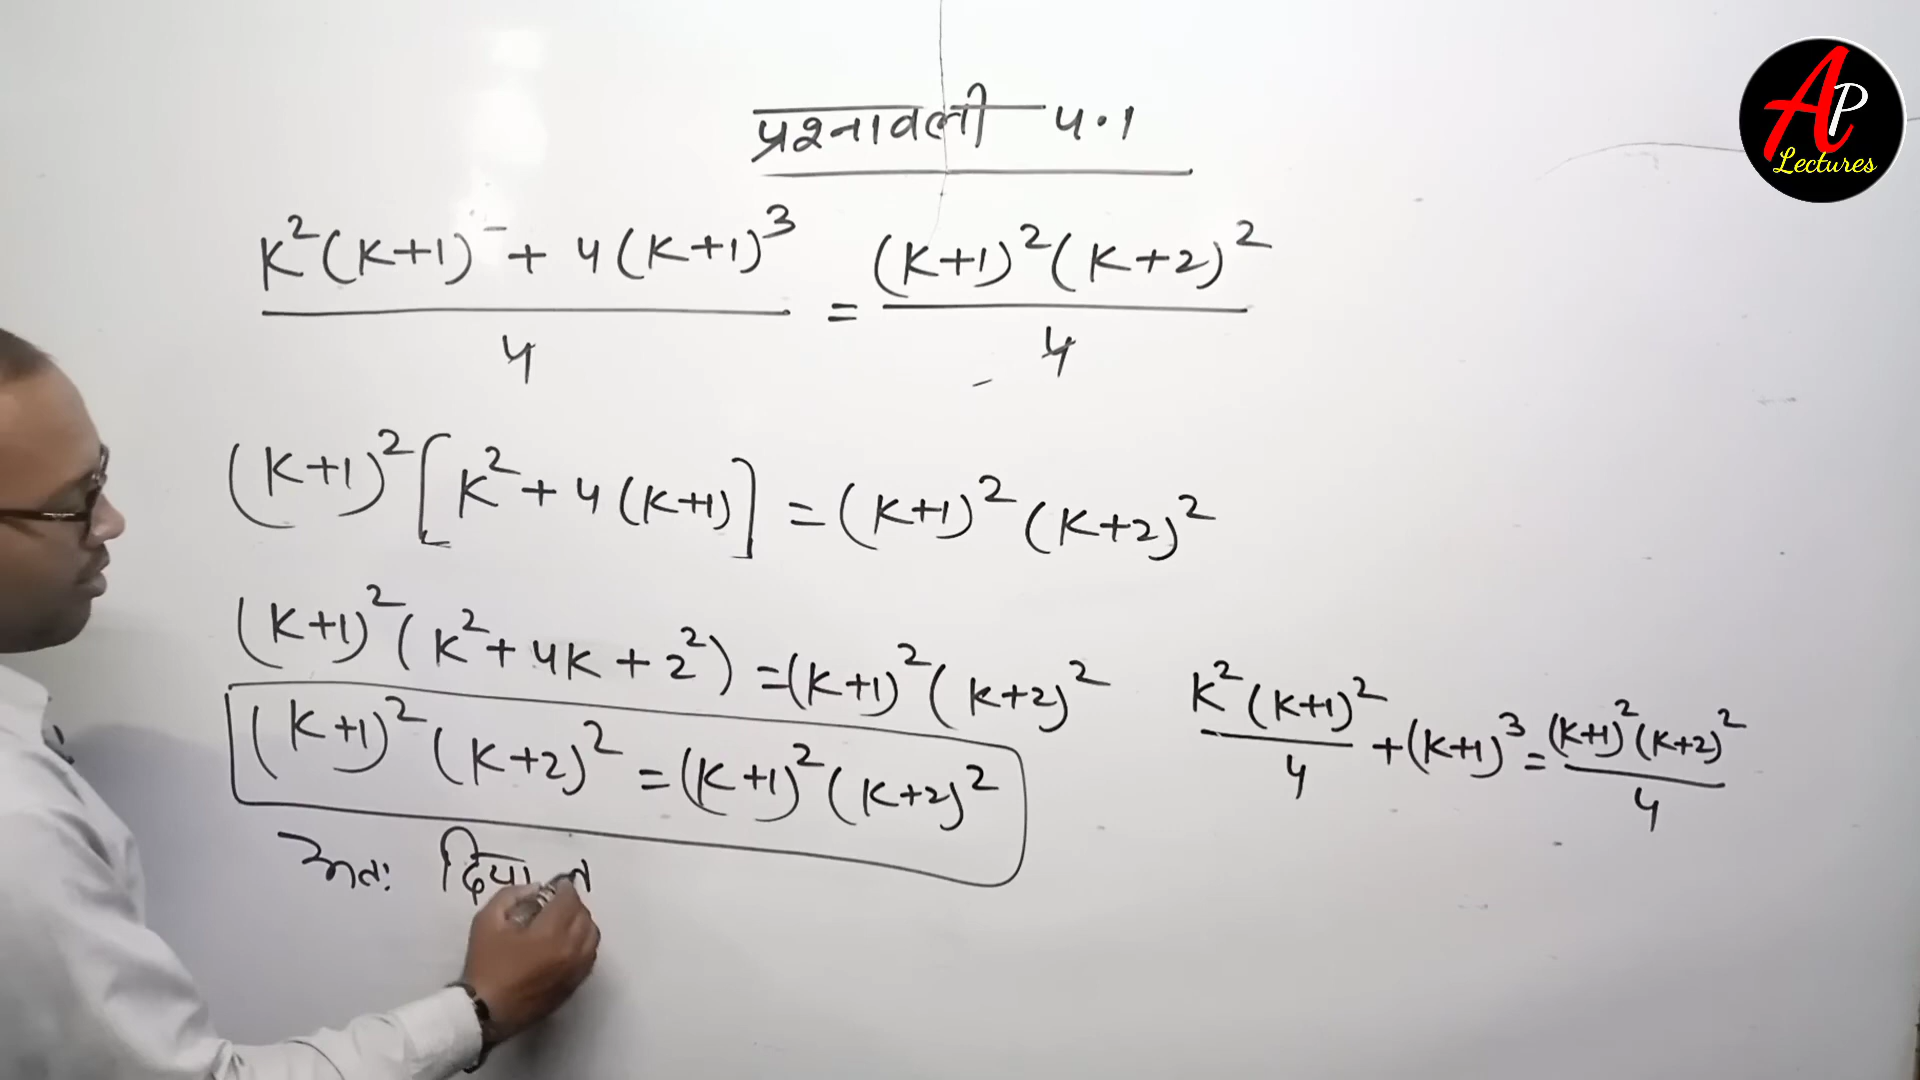 AP Lectures
प्रश्नावली 4.1
K²(K+1)⁻ + 4(K+1)³ / 4 = (K+1)²(K+2)² / 4
(K+1)²[K²+4(K+1)] = (K+1)²(K+2)²
(K+1)²(K²+4K+2²) = (K+1)²(K+2)²
(K+1)²(K+2)² = (K+1)²(K+2)²
K²(K+1)² / 4 + (K+1)³ = (K+1)²(K+2)² / 4
अतः